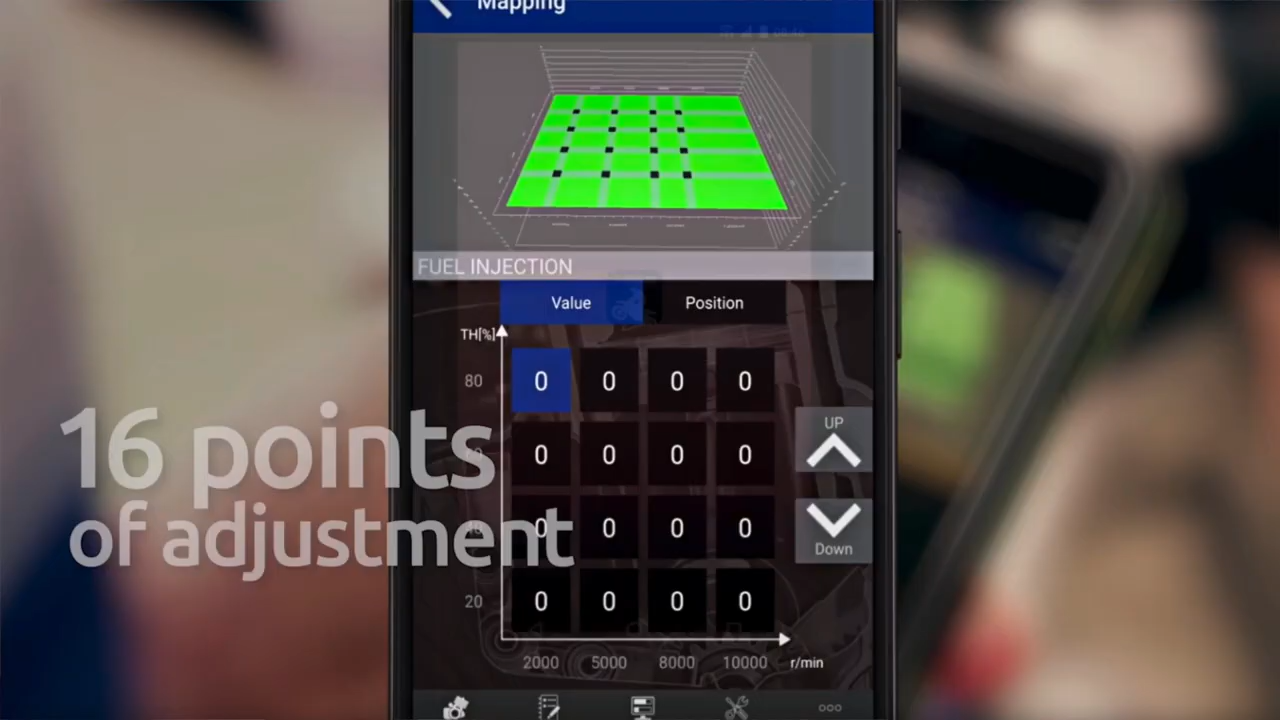 Mapping
FUEL INJECTION
Value Position
TH[%]
80 0 0 0 0
0 0 0 0
0 0 0 0
20 0 0 0 0
2000 5000 8000 10000 r/min
UP
Down
16 points
of adjustment